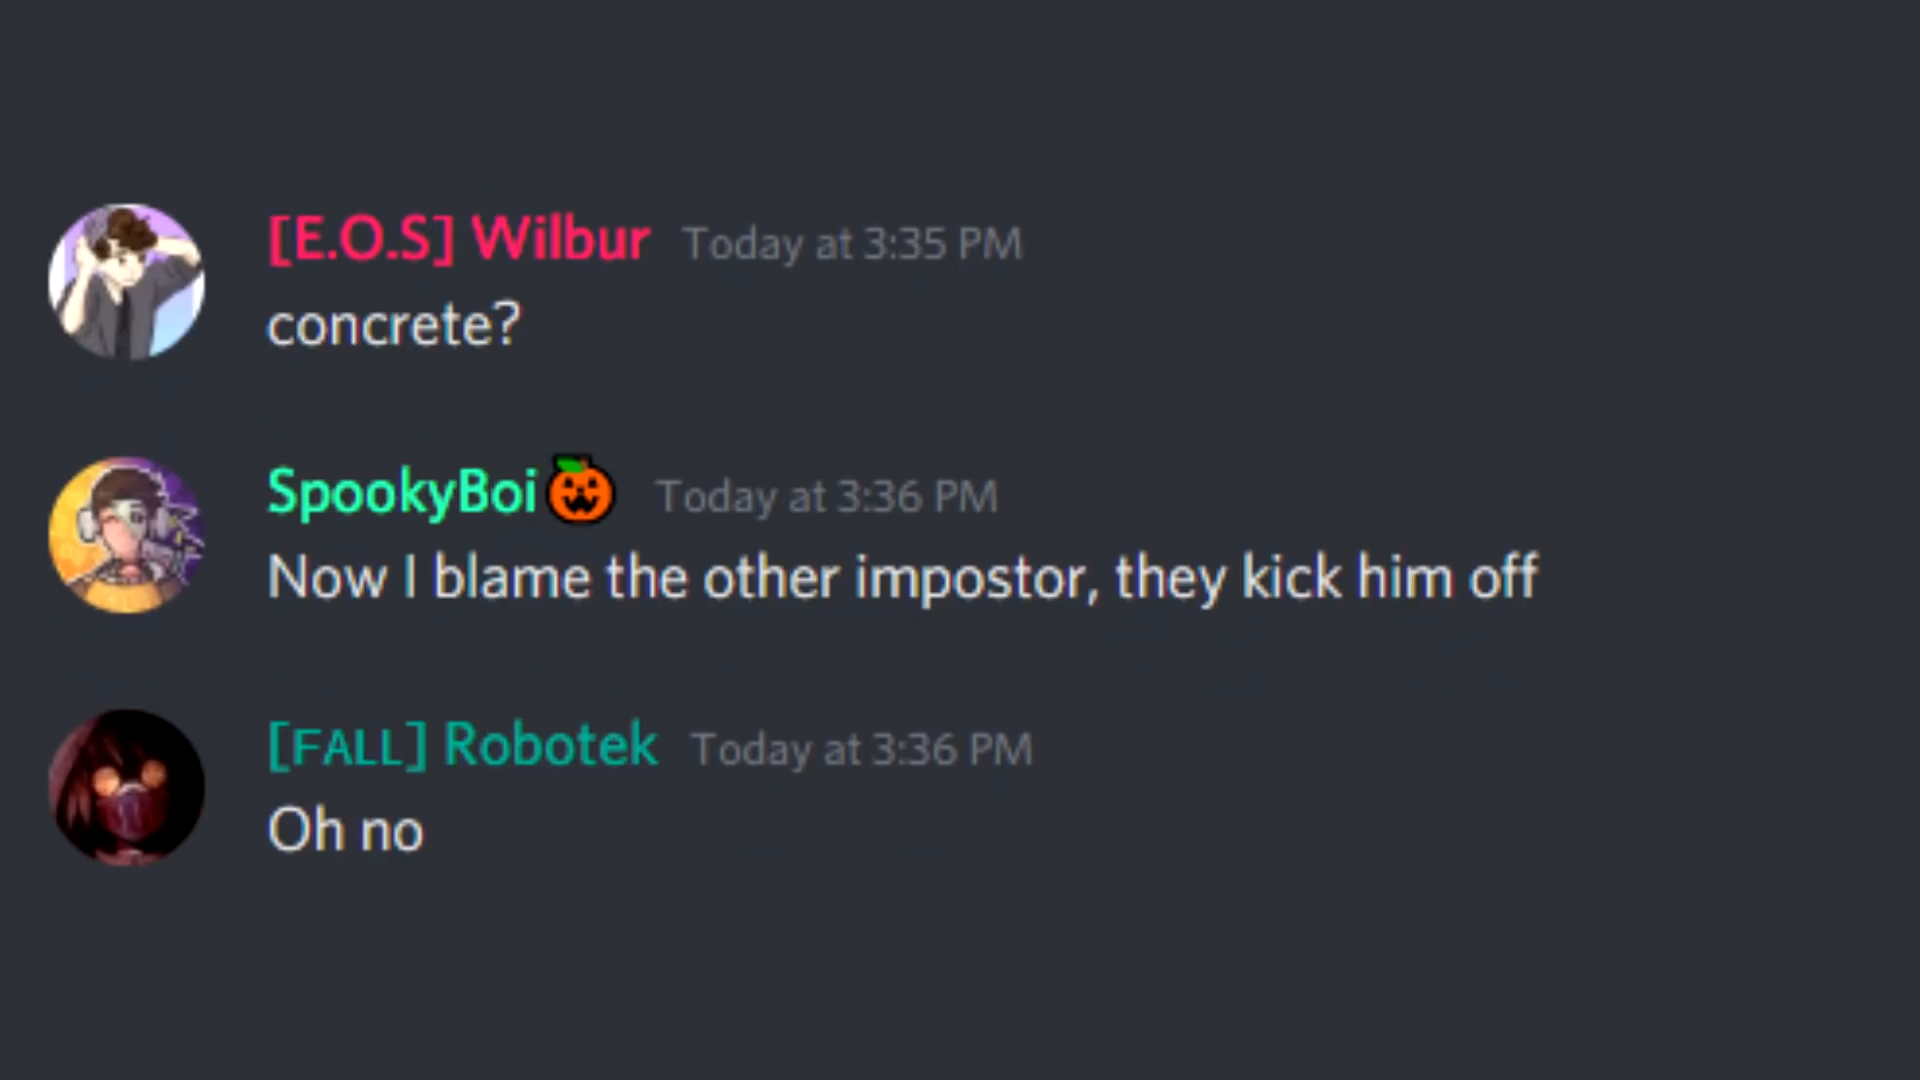 [E.O.S] Wilbur Today at 3:35 PM
concrete?
SpookyBoi🎃 Today at 3:36 PM
Now I blame the other impostor, they kick him off
[FALL] Robotek Today at 3:36 PM
Oh no